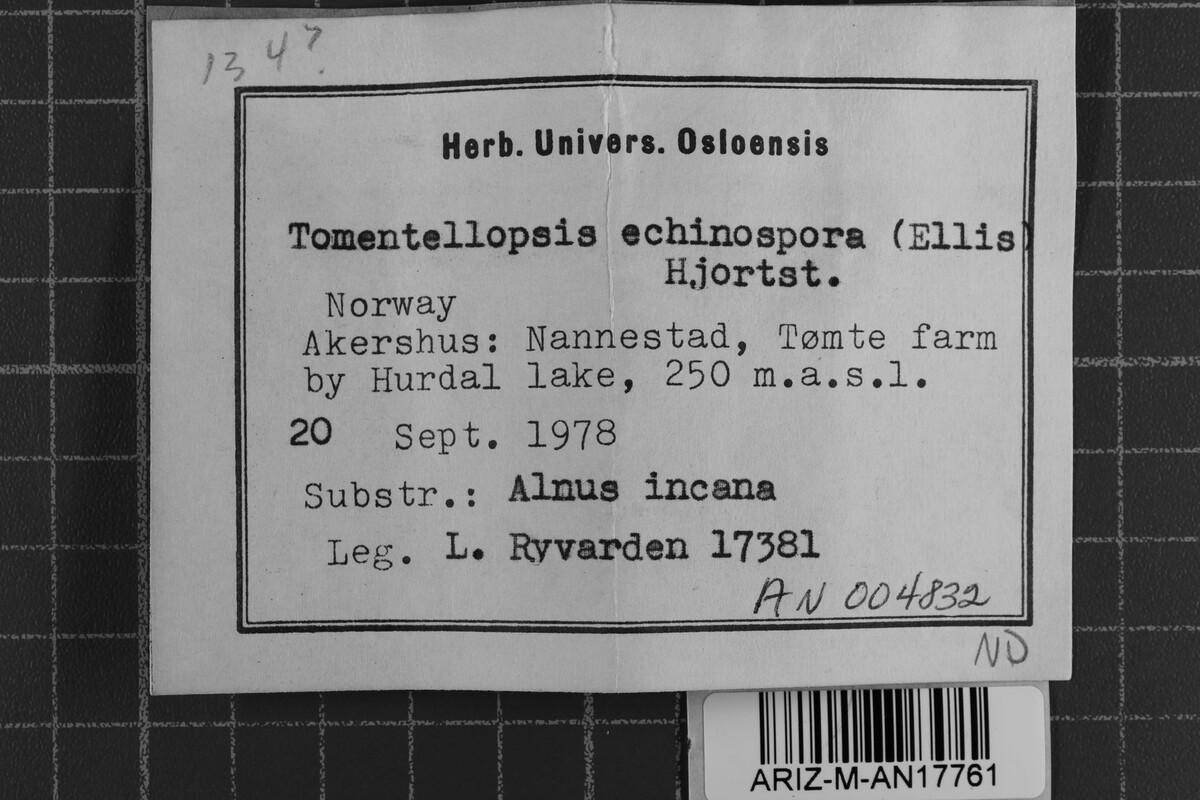 1347
Herb. Univers. Osloensis
Tomentellopsis echinospora (Ellis)
Hjortst.
Norway
Akershus: Nannestad, Tømte farm
by Hurdal lake, 250 m.a.s.l.
20 Sept. 1978
Substr.: Alnus incana
Leg. L. Ryvarden 17381
AN 004832
ND
ARIZ-M-AN17761